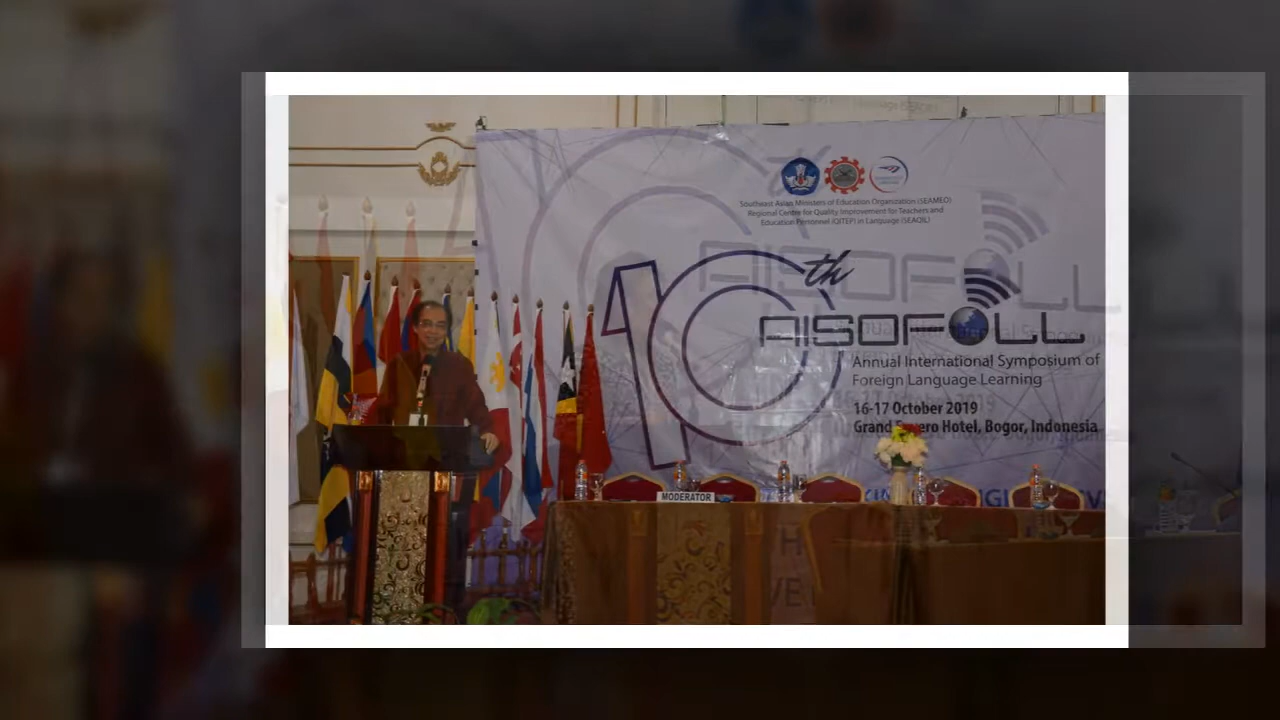 Southeast Asian Ministers of Education Organization (SEAMEO)
Regional Centre for Quality Improvement for Teachers and
Education Personnel (QITEP) in Language (SEAQIL)
10th
AISOFOLL
Annual International Symposium of
Foreign Language Learning
16-17 October 2019
Grand Hotel, Bogor, Indonesia
MODERATOR